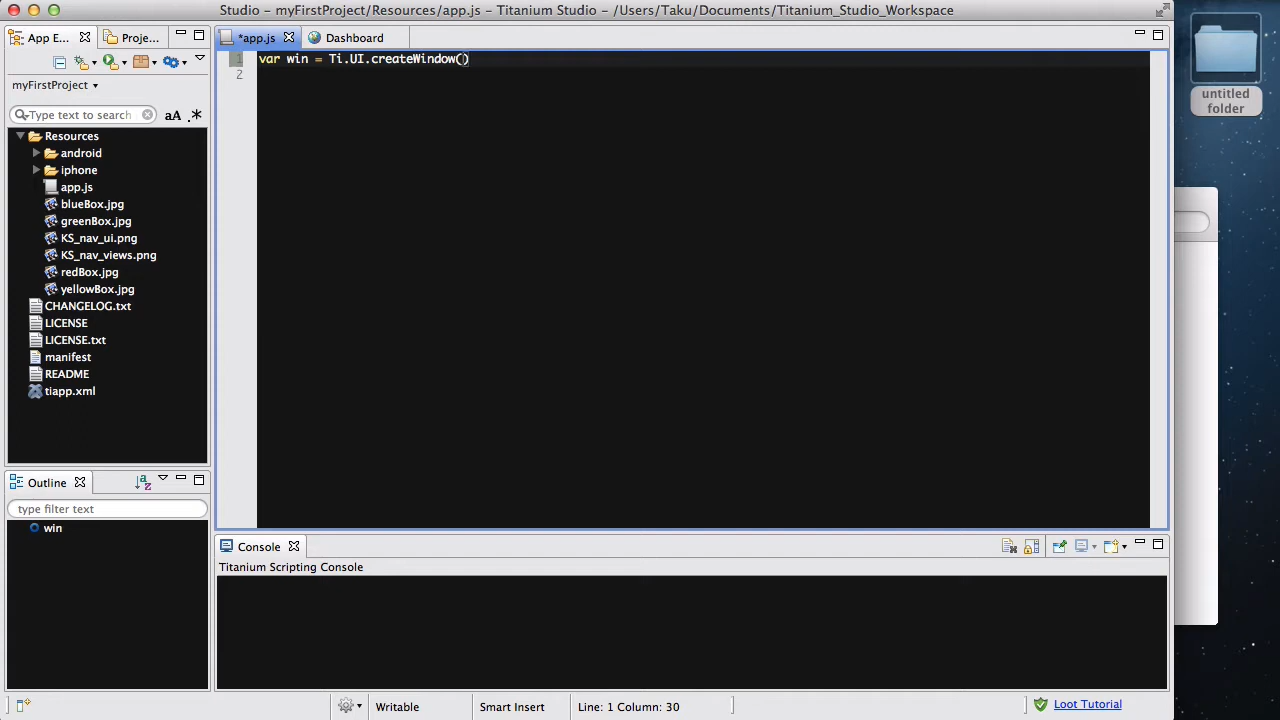 Studio - myFirstProject/Resources/app.js - Titanium Studio - /Users/Taku/Documents/Titanium_Studio_Workspace
App E...
Proje...
*app.js
Dashboard
myFirstProject
Type text to search
aA .*
Resources
android
iphone
app.js
blueBox.jpg
greenBox.jpg
KS_nav_ui.png
KS_nav_views.png
redBox.jpg
yellowBox.jpg
CHANGELOG.txt
LICENSE
LICENSE.txt
manifest
README
tiapp.xml
1 var win = Ti.UI.createWindow()
2
untitled
folder
Outline
type filter text
win
Console
Titanium Scripting Console
Writable
Smart Insert
Line: 1 Column: 30
Loot Tutorial